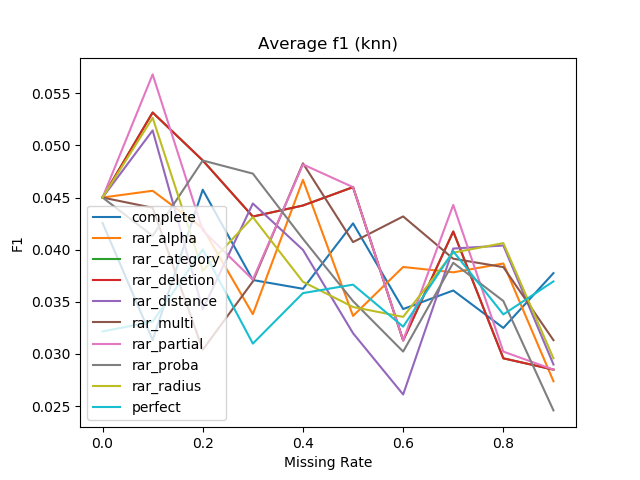 Average f1 (knn)
F1
0.055
0.050
0.045
0.040
0.035
0.030
0.025
complete
rar_alpha
rar_category
rar_deletion
rar_distance
rar_multi
rar_partial
rar_proba
rar_radius
perfect
0.0 0.2 0.4 0.6 0.8
Missing Rate